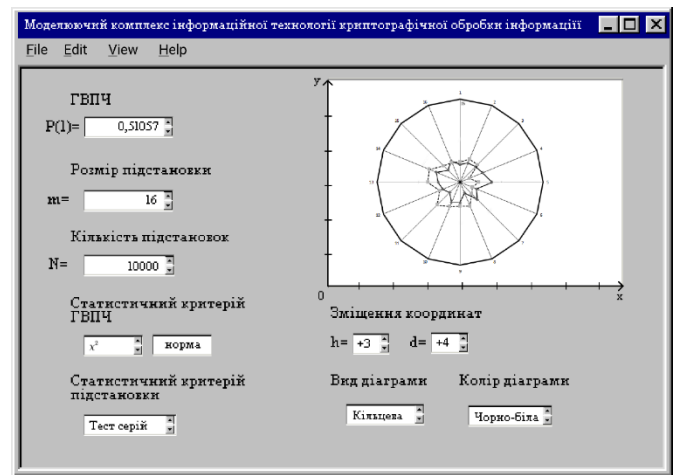 Моделюючий комплекс інформаційної технології криптографічної обробки інформаціїї
File Edit View Help
ГВПЧ
P(1)= 0,51057
Розмір підстановки
m= 16
Кількість підстановок
N= 10000
Статистичний критерій
ГВПЧ
χ² норма
Статистичний критерій
підстановки
Тест серій
y
0
x
Зміщення координат
h= +3 d= +4
Вид діаграми Колір діаграми
Кільцева Чорно-біла